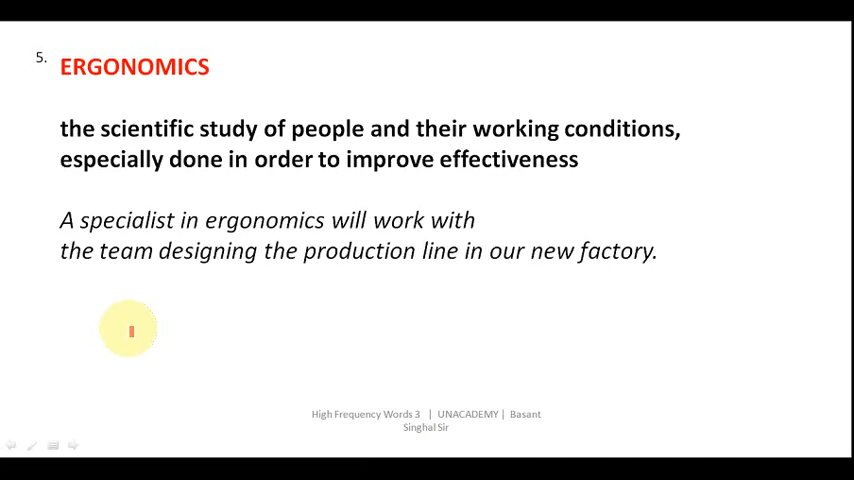 5.
ERGONOMICS
the scientific study of people and their working conditions,
especially done in order to improve effectiveness
A specialist in ergonomics will work with
the team designing the production line in our new factory.
High Frequency Words 3 | UNACADEMY | Basant
Singhal Sir